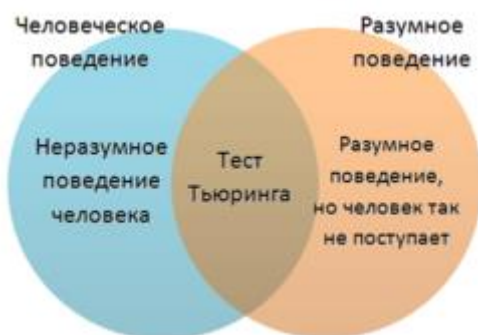 Человеческое
поведение
Разумное
поведение
Неразумное
поведение
человека
Тест
Тьюринга
Разумное
поведение,
но человек так
не поступает